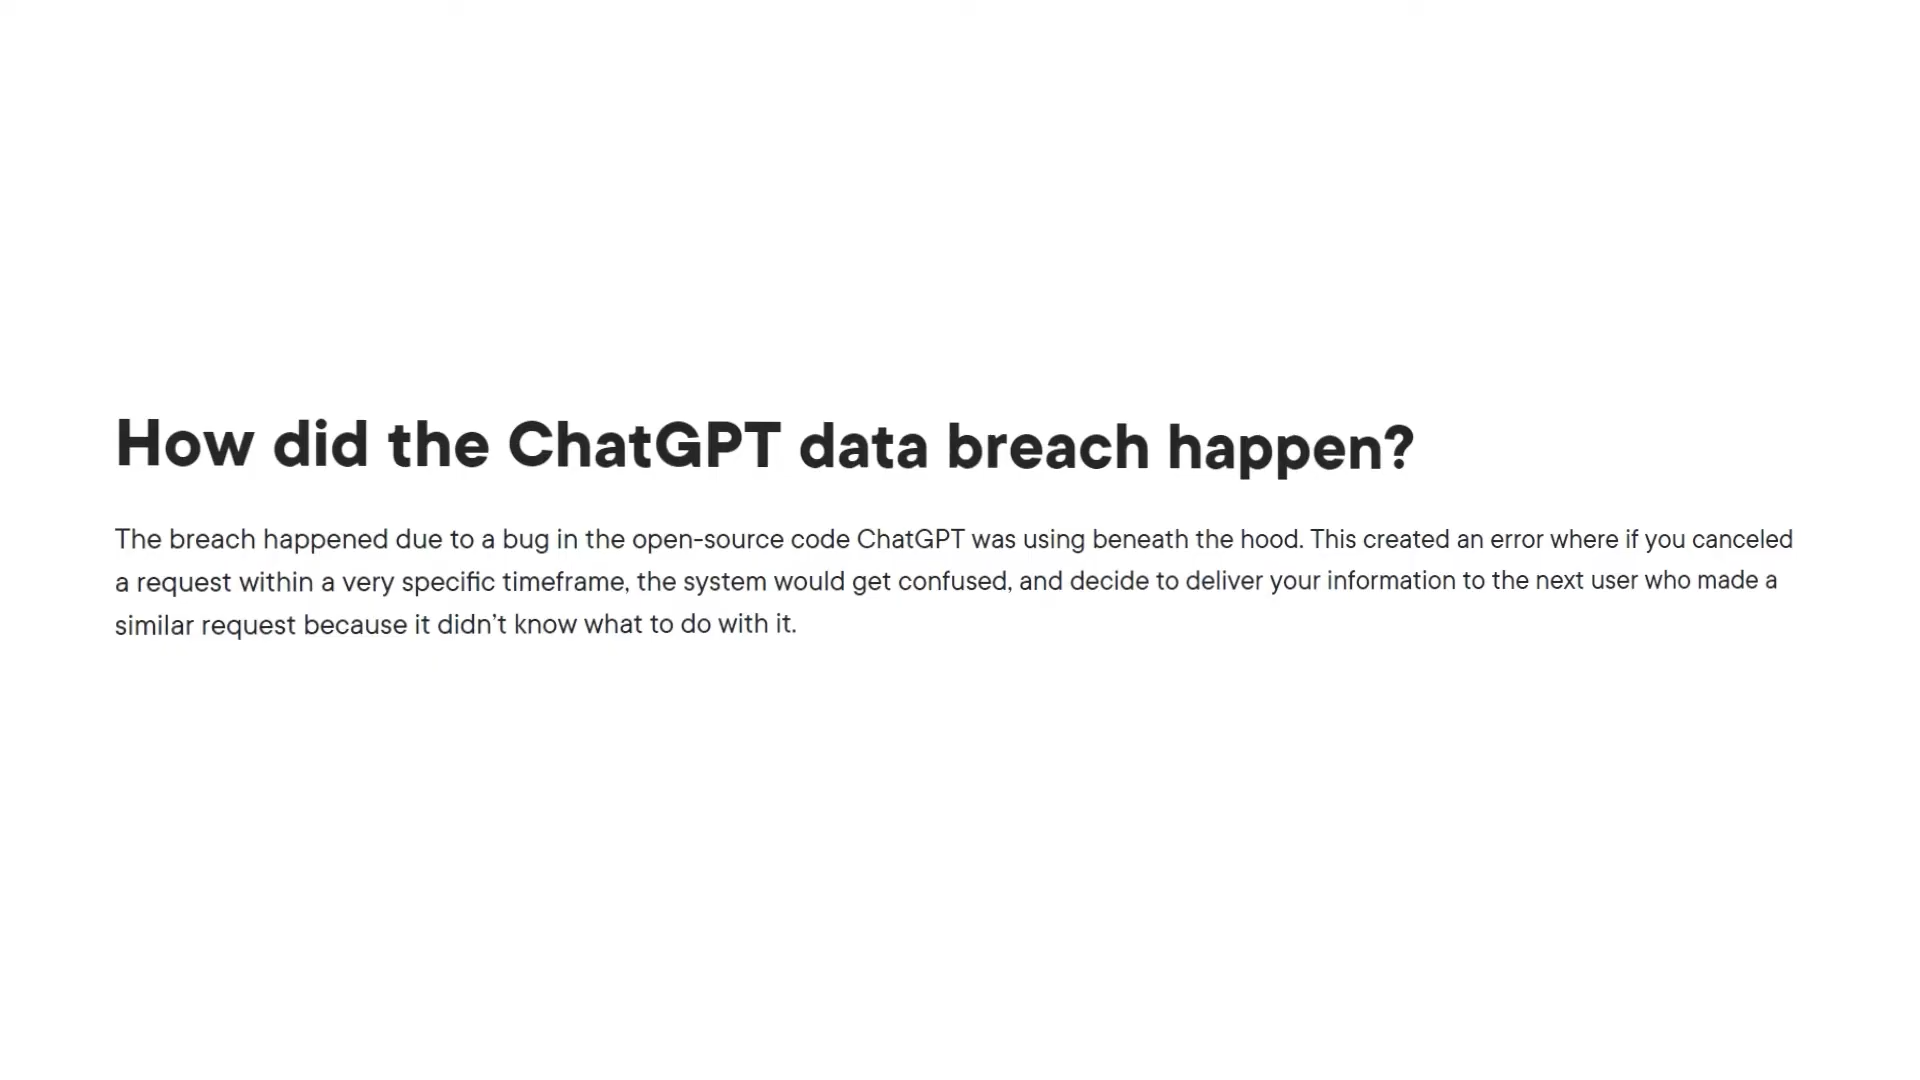 How did the ChatGPT data breach happen?
The breach happened due to a bug in the open-source code ChatGPT was using beneath the hood. This created an error where if you canceled
a request within a very specific timeframe, the system would get confused, and decide to deliver your information to the next user who made a
similar request because it didn’t know what to do with it.